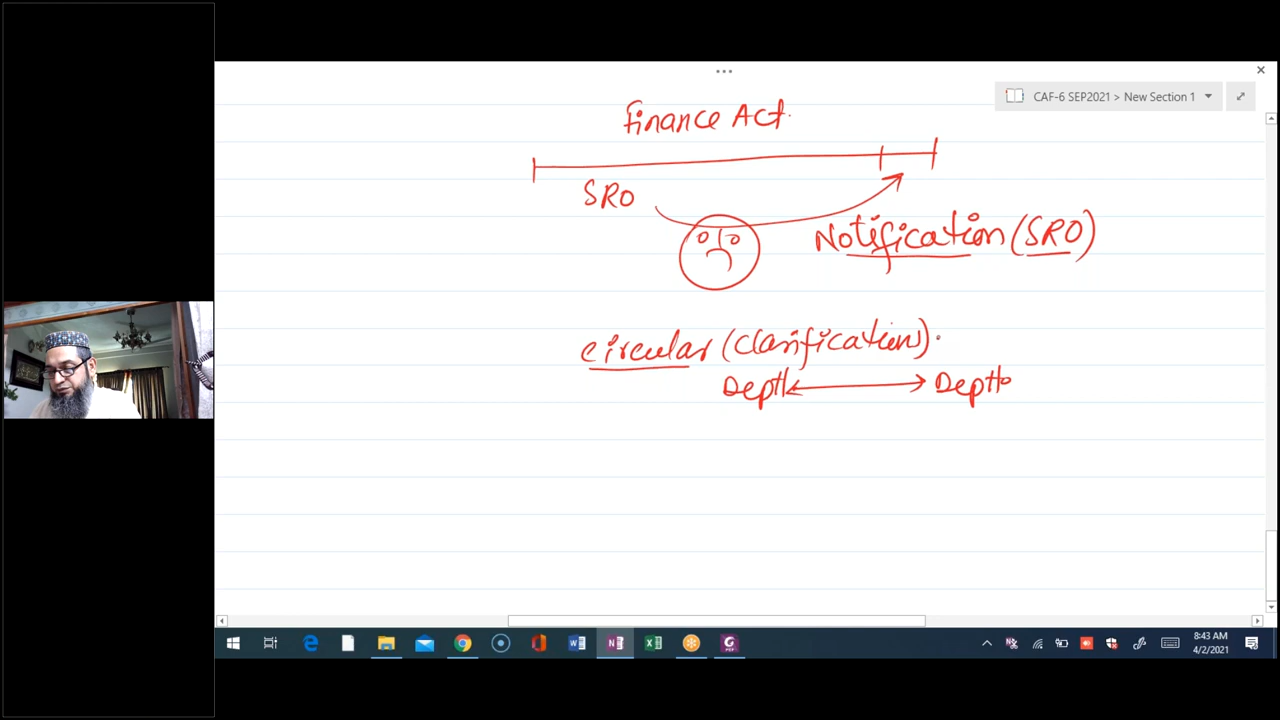 ...
CAF-6 SEP2021 > New Section 1
Finance Act.
SRO
Notification (SRO)
circular (clarification).
Deptt ↔ Deptt
8:43 AM
4/2/2021